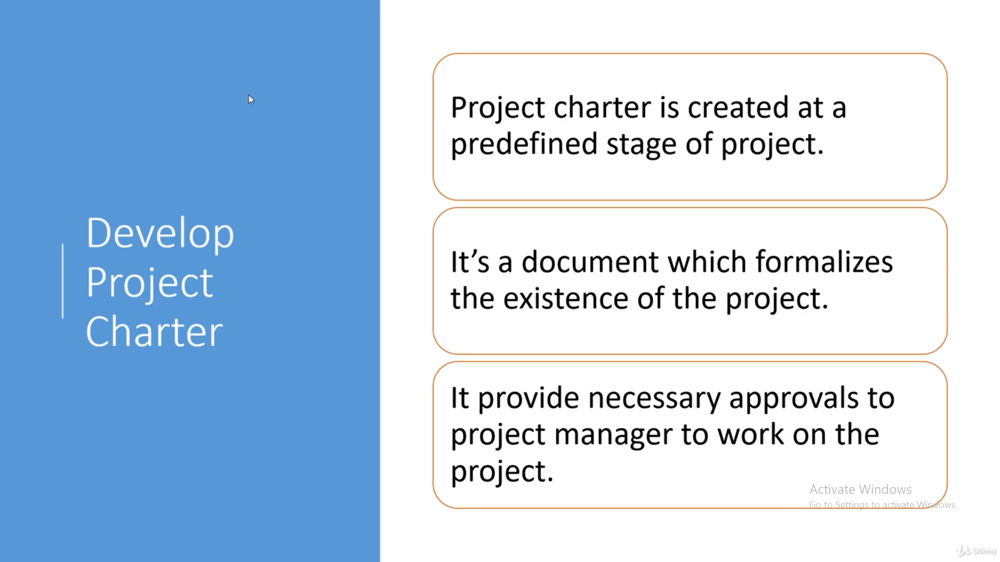 Develop
Project
Charter
Project charter is created at a
predefined stage of project.
It’s a document which formalizes
the existence of the project.
It provide necessary approvals to
project manager to work on the
project.
Activate Windows
Go to Settings to activate Windows.
Udemy